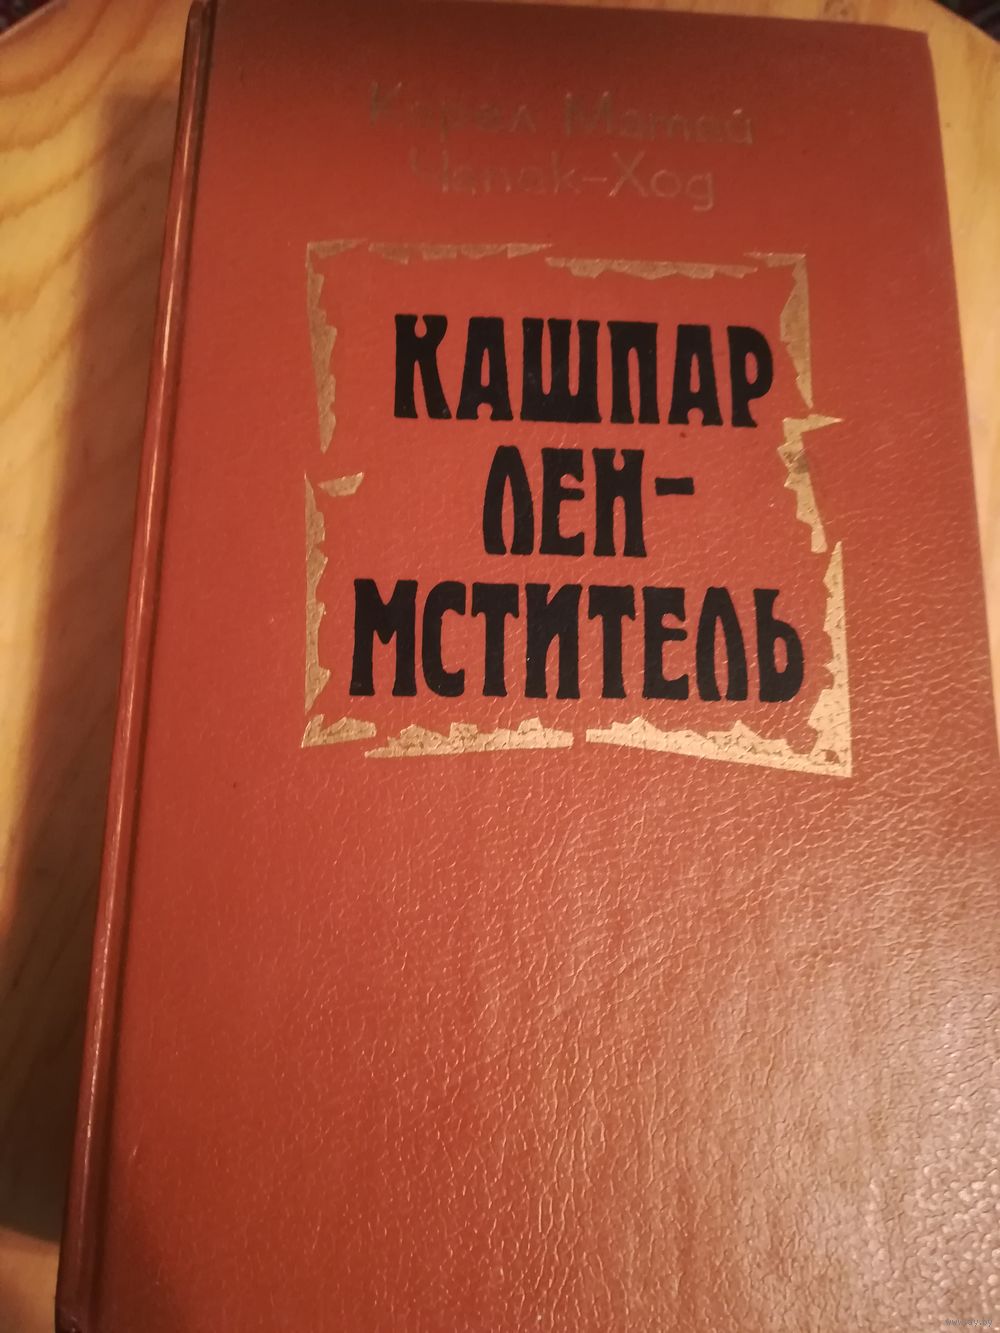 Карел Матей
Чапек-Ход
КАШПАР
ЛЕН-
МСТИТЕЛЬ